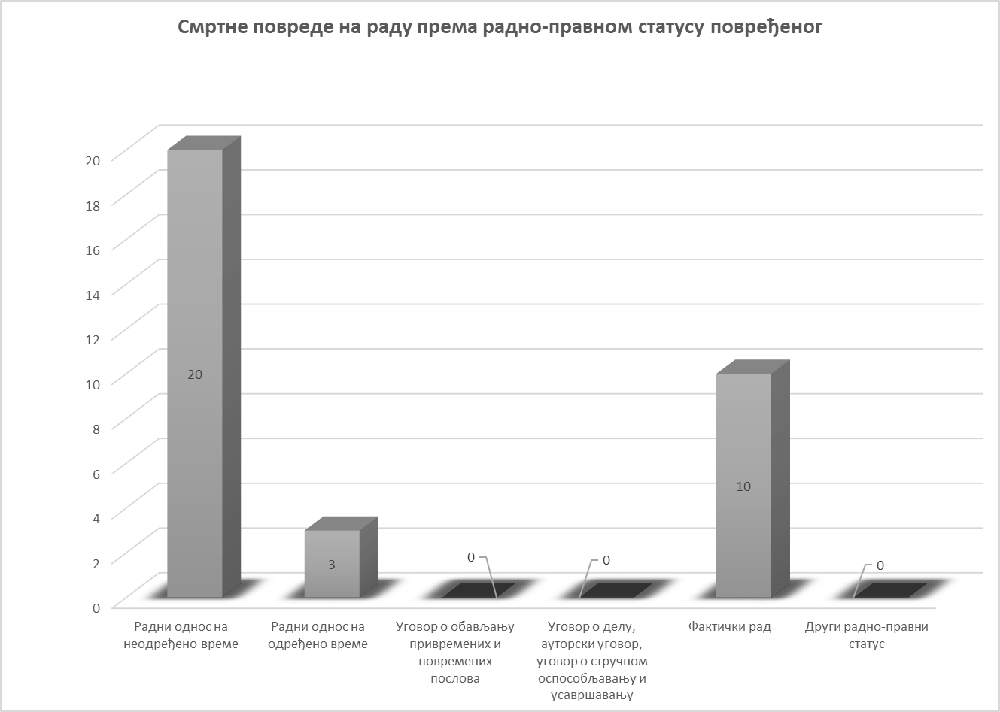 Смртне повреде на раду према радно-правном статусу повређеног
20
18
16
14
12
10
8
6
4
2
0
20
3
0
0
10
0
Радни однос на
неодређено време
Радни однос на
одређено време
Уговор о обављању
привремених и
повремених
послова
Уговор о делу,
ауторски уговор,
уговор о стручном
оспособљавању и
усавршавању
Фактички рад
Други радно-правни
статус